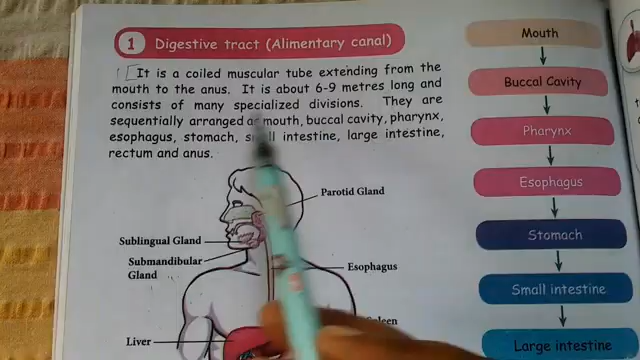 1 Digestive tract (Alimentary canal)
It is a coiled muscular tube extending from the
mouth to the anus. It is about 6-9 metres long and
consists of many specialized divisions. They are
sequentially arranged as mouth, buccal cavity, pharynx,
esophagus, stomach, small intestine, large intestine,
rectum and anus.
Parotid Gland
Sublingual Gland
Submandibular
Gland
Esophagus
Liver
Mouth
Buccal Cavity
Pharynx
Esophagus
Stomach
Small intestine
Large intestine